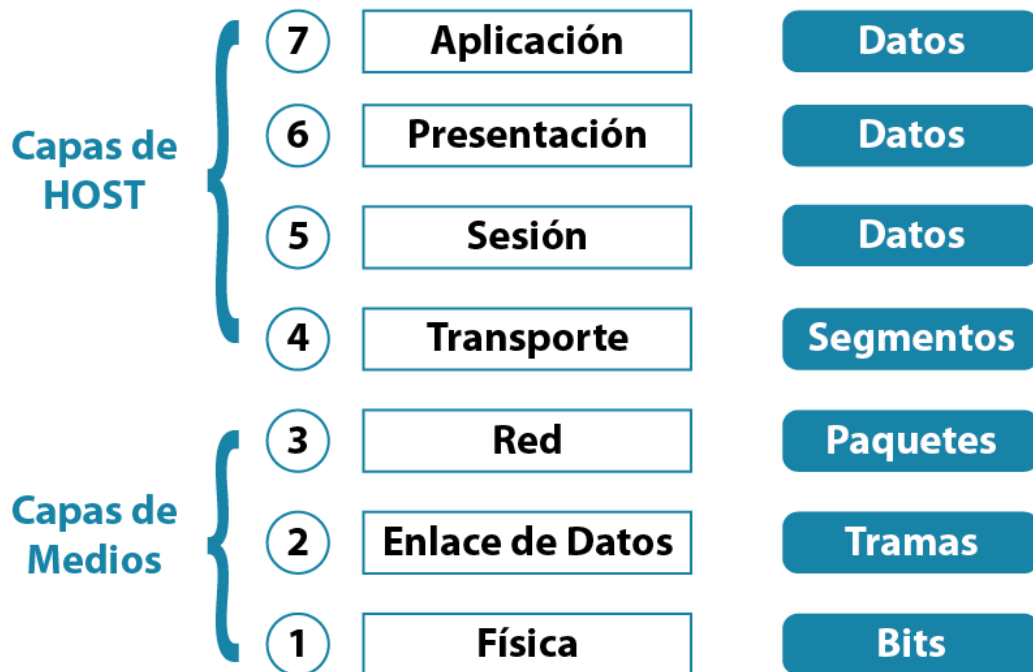 7 Aplicación Datos
6 Presentación Datos
Capas de
HOST
5 Sesión Datos
4 Transporte Segmentos
3 Red Paquetes
Capas de
Medios
2 Enlace de Datos Tramas
1 Física Bits